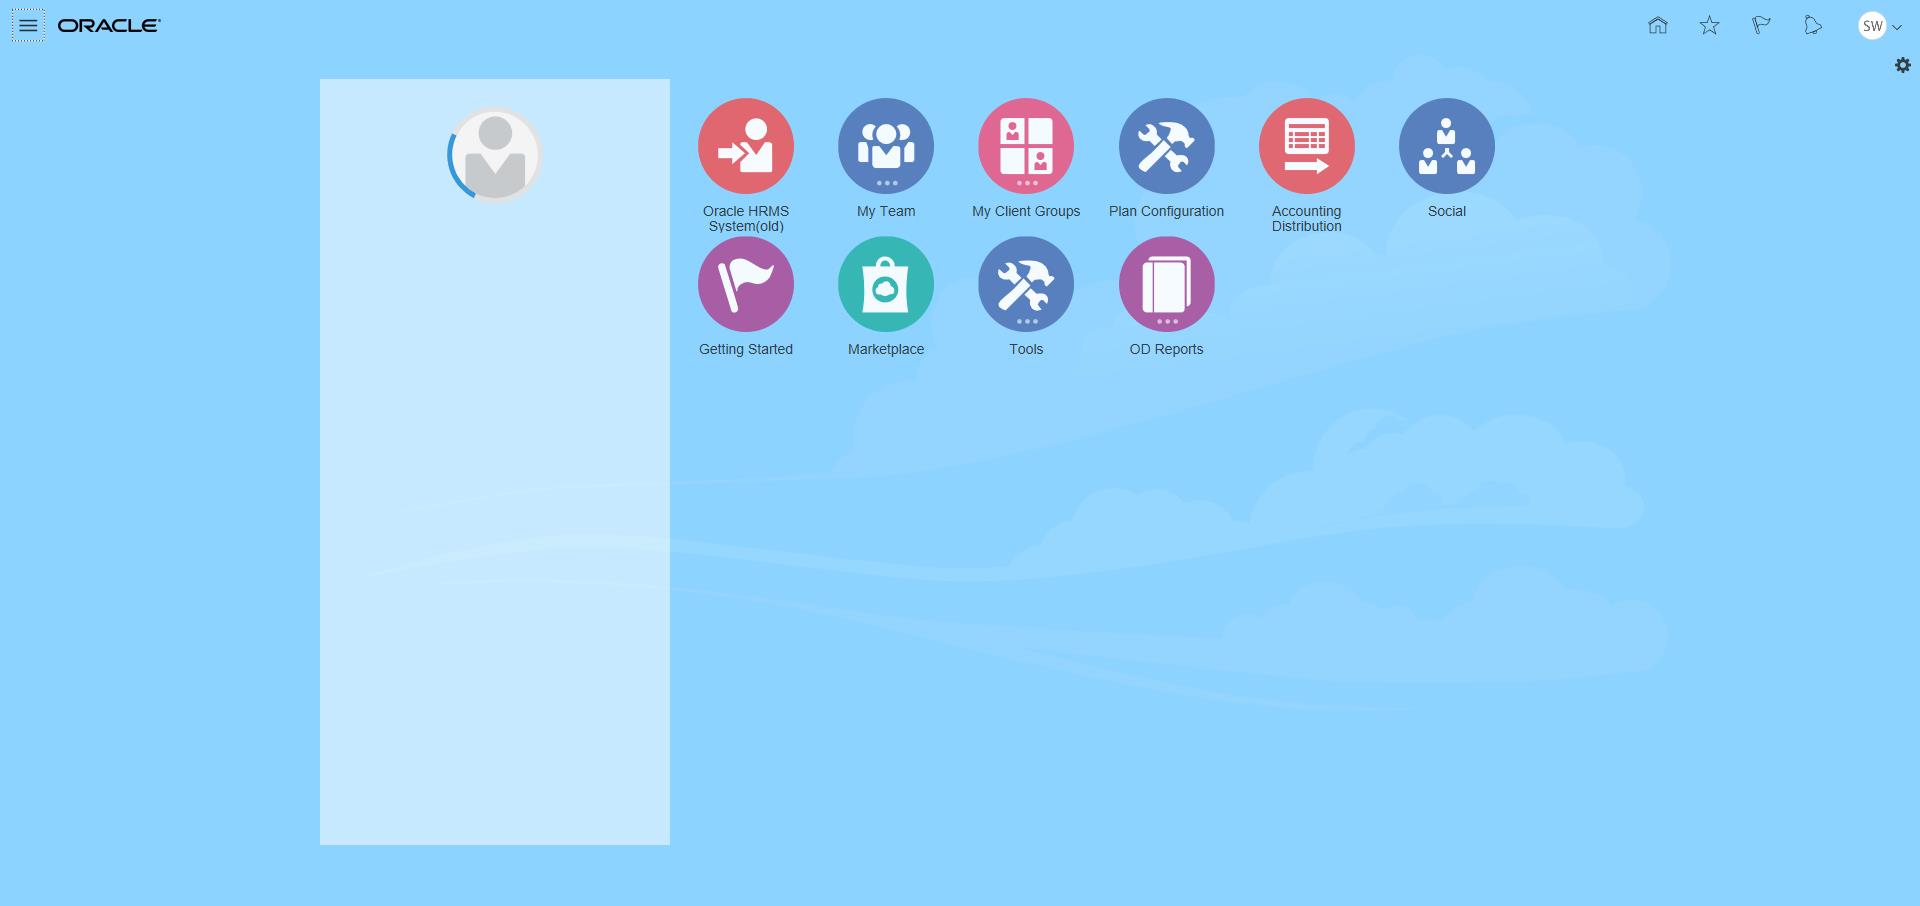 ORACLE
SW
Oracle HRMS
System(old)
My Team
My Client Groups
Plan Configuration
Accounting
Distribution
Social
Getting Started
Marketplace
Tools
OD Reports